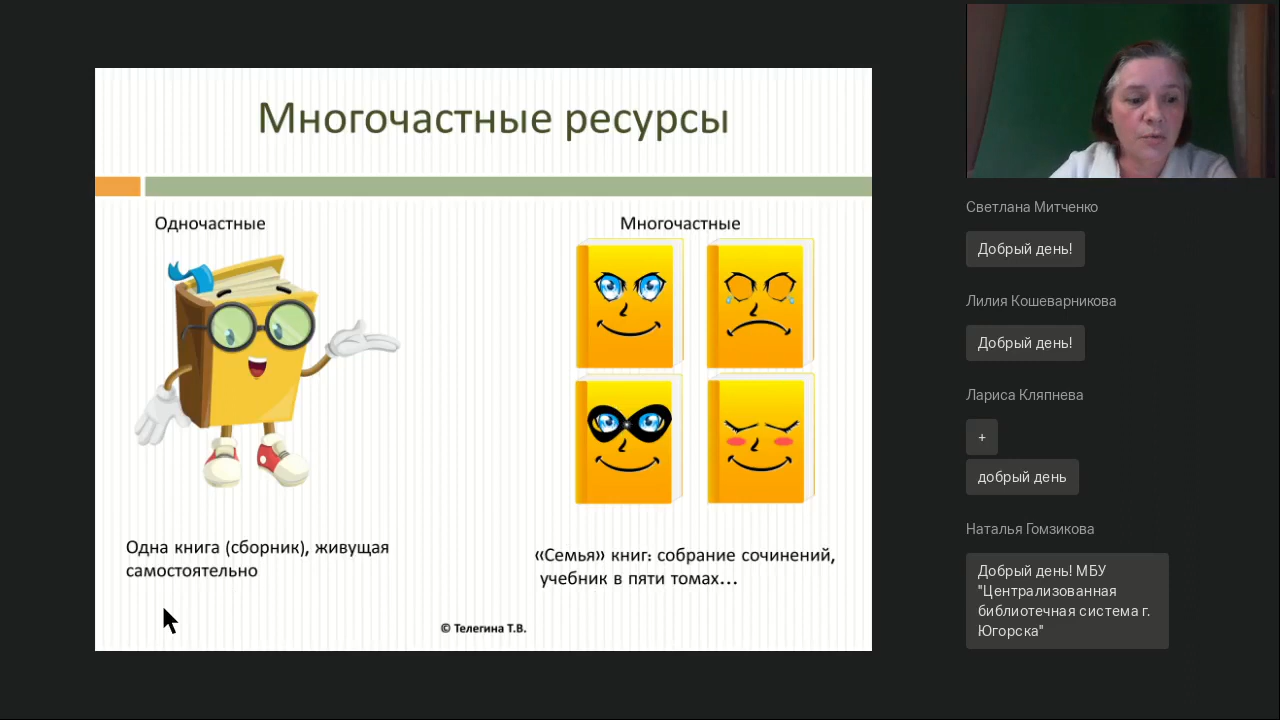 Многочастные ресурсы
Одночастные
Многочастные
Одна книга (сборник), живущая
самостоятельно
«Семья» книг: собрание сочинений,
учебник в пяти томах...
© Телегина Т.В.
Светлана Митченко
Добрый день!
Лилия Кошеварникова
Добрый день!
Лариса Кляпнева
+
добрый день
Наталья Гомзикова
Добрый день! МБУ
"Централизованная
библиотечная система г.
Югорска"